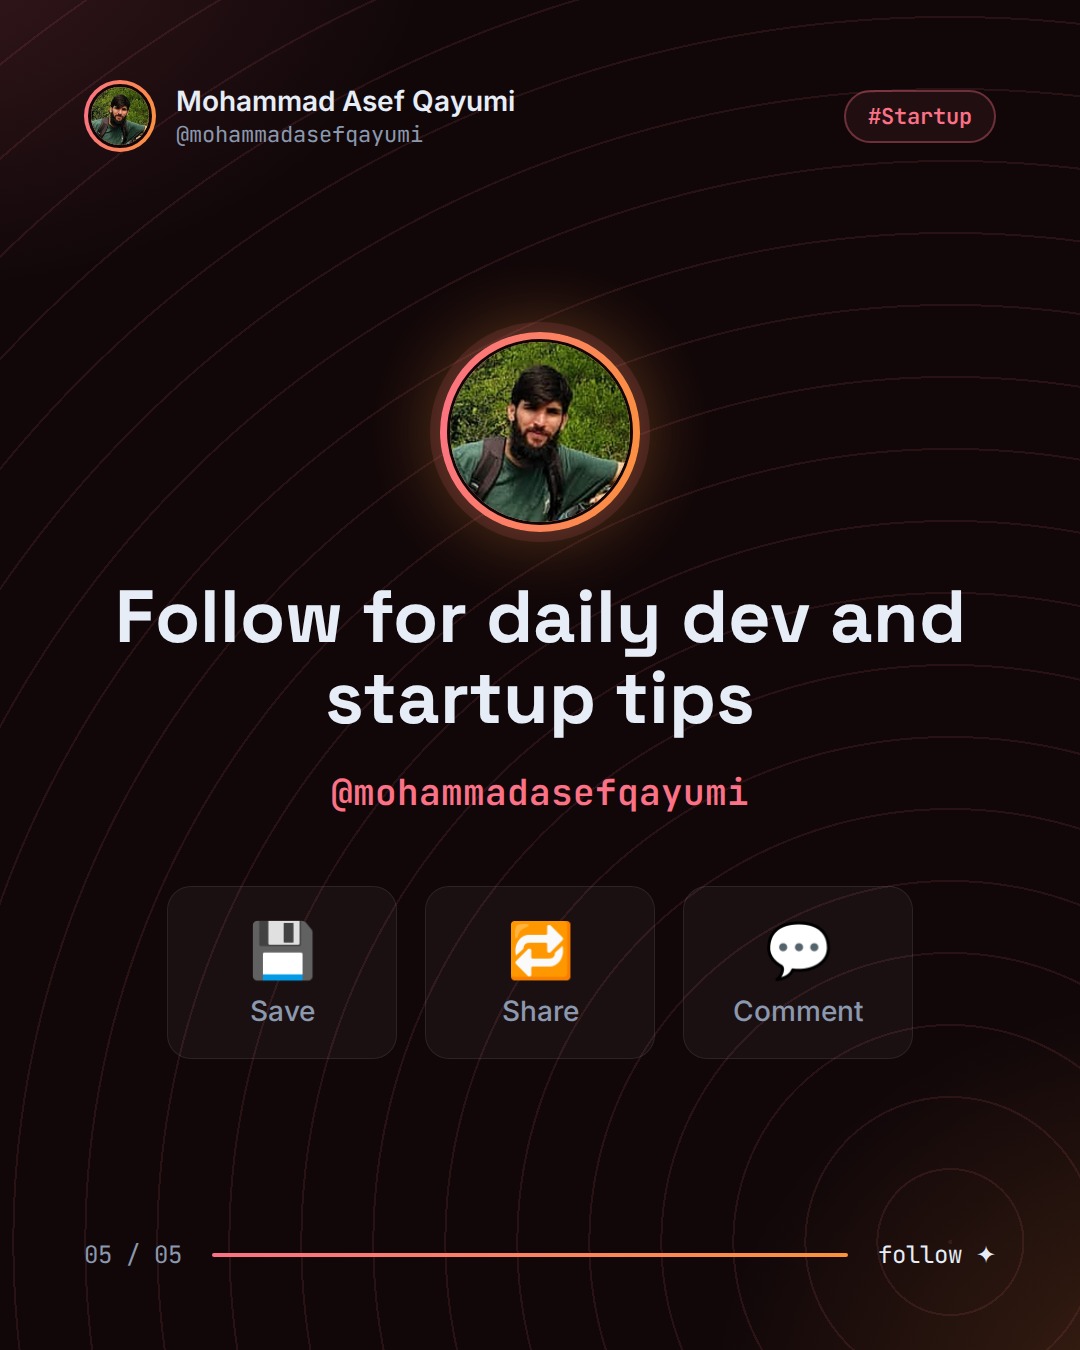 Mohammad Asef Qayumi
@mohammadasefqayumi
#Startup
Follow for daily dev and
startup tips
@mohammadasefqayumi
Save
Share
Comment
05 / 05
follow ✦